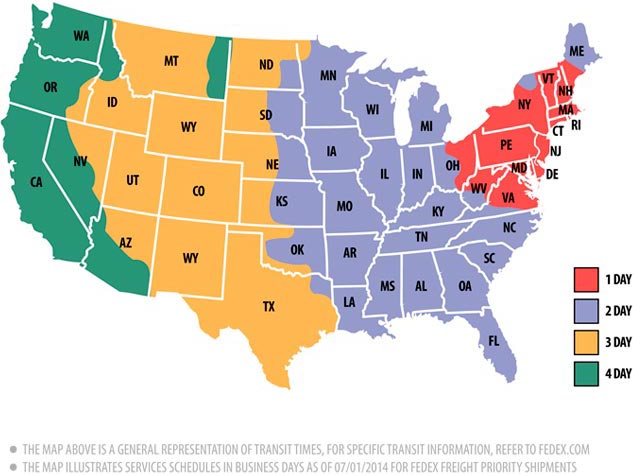 WA
MT
ND
MN
ME
OR
ID
SD
WI
MI
VT
NH
NY
MA
RI
CT
WY
NE
IA
PE
NJ
NV
UT
CO
IL
IN
OH
MD
DE
CA
KS
MO
WV
VA
KY
AZ
WY
OK
AR
TN
NC
SC
TX
LA
MS
AL
OA
FL
1 DAY
2 DAY
3 DAY
4 DAY
THE MAP ABOVE IS A GENERAL REPRESENTATION OF TRANSIT TIMES, FOR SPECIFIC TRANSIT INFORMATION, REFER TO FEDEX.COM
THE MAP ILLUSTRATES SERVICES SCHEDULES IN BUSINESS DAYS AS OF 07/01/2014 FOR FEDEX FREIGHT PRIORITY SHIPMENTS